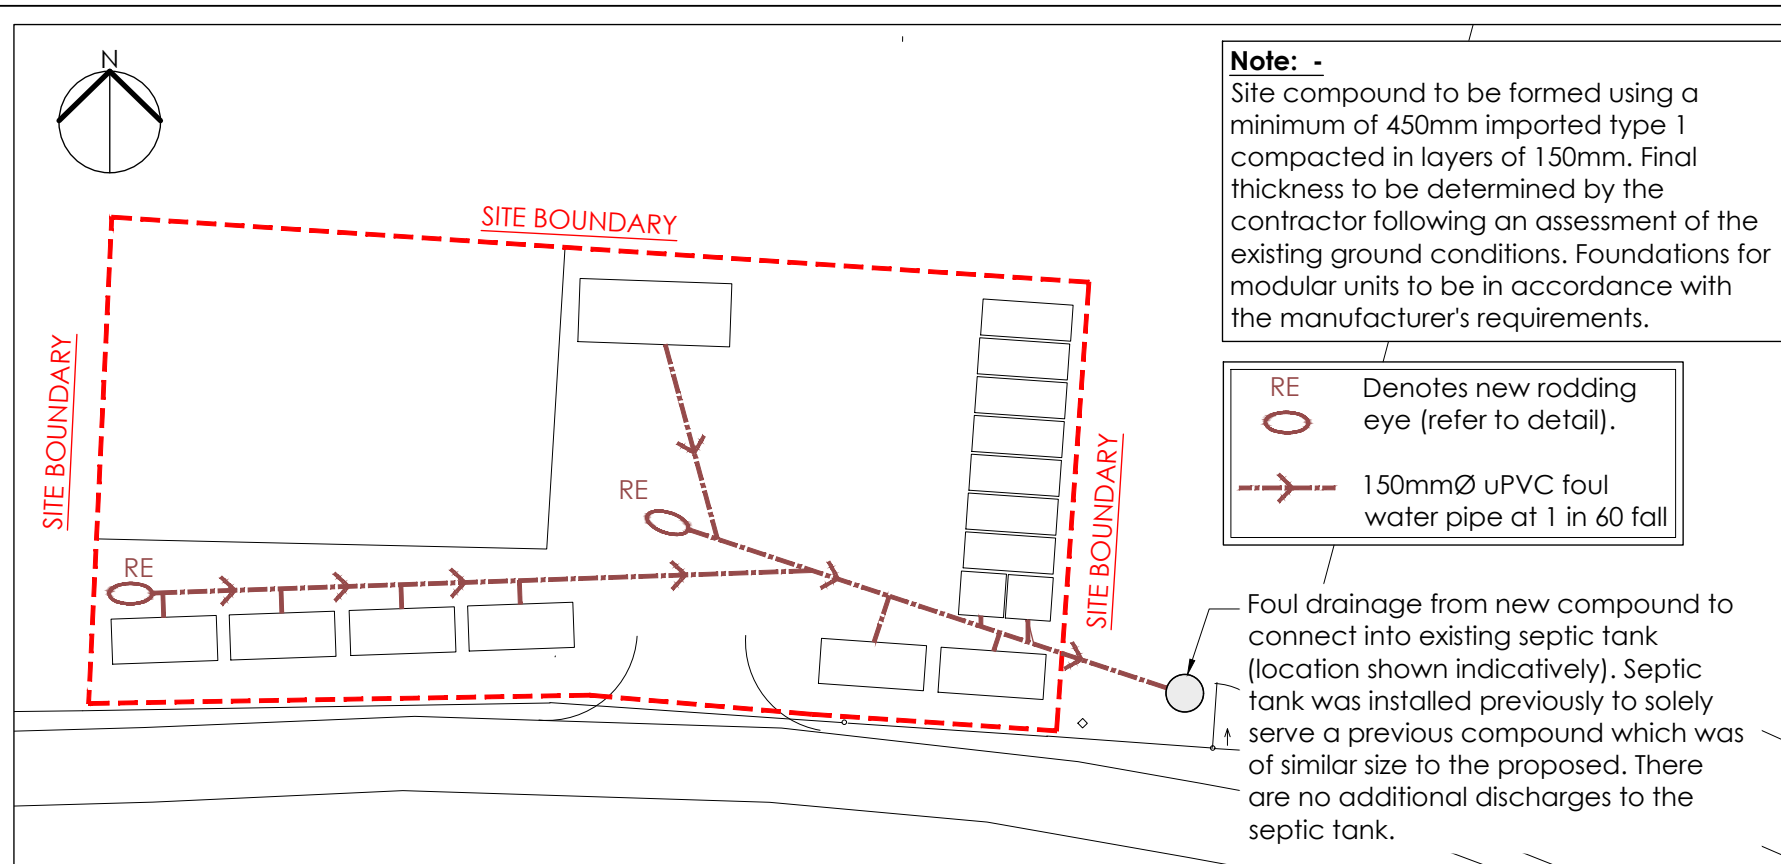 N
Note: -
Site compound to be formed using a
minimum of 450mm imported type 1
compacted in layers of 150mm. Final
thickness to be determined by the
contractor following an assessment of the
existing ground conditions. Foundations for
modular units to be in accordance with
the manufacturer's requirements.
SITE BOUNDARY
SITE BOUNDARY
SITE BOUNDARY
RE
RE
RE
Denotes new rodding
eye (refer to detail).
150mmØ uPVC foul
water pipe at 1 in 60 fall
Foul drainage from new compound to
connect into existing septic tank
(location shown indicatively). Septic
tank was installed previously to solely
serve a previous compound which was
of similar size to the proposed. There
are no additional discharges to the
septic tank.